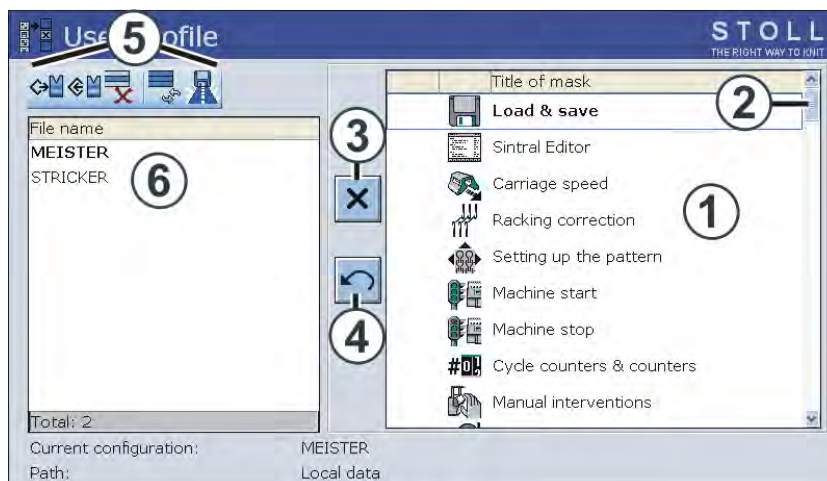 Use ofile
STOLL
THE RIGHT WAY TO KNIT
5
Title of mask
Load & save
2
File name
MEISTER
STRICKER
6
3
4
Sintral Editor
Carriage speed
Racking correction
1
Setting up the pattern
Machine start
Machine stop
Cycle counters & counters
Manual interventions
Total: 2
Current configuration: MEISTER
Path: Local data